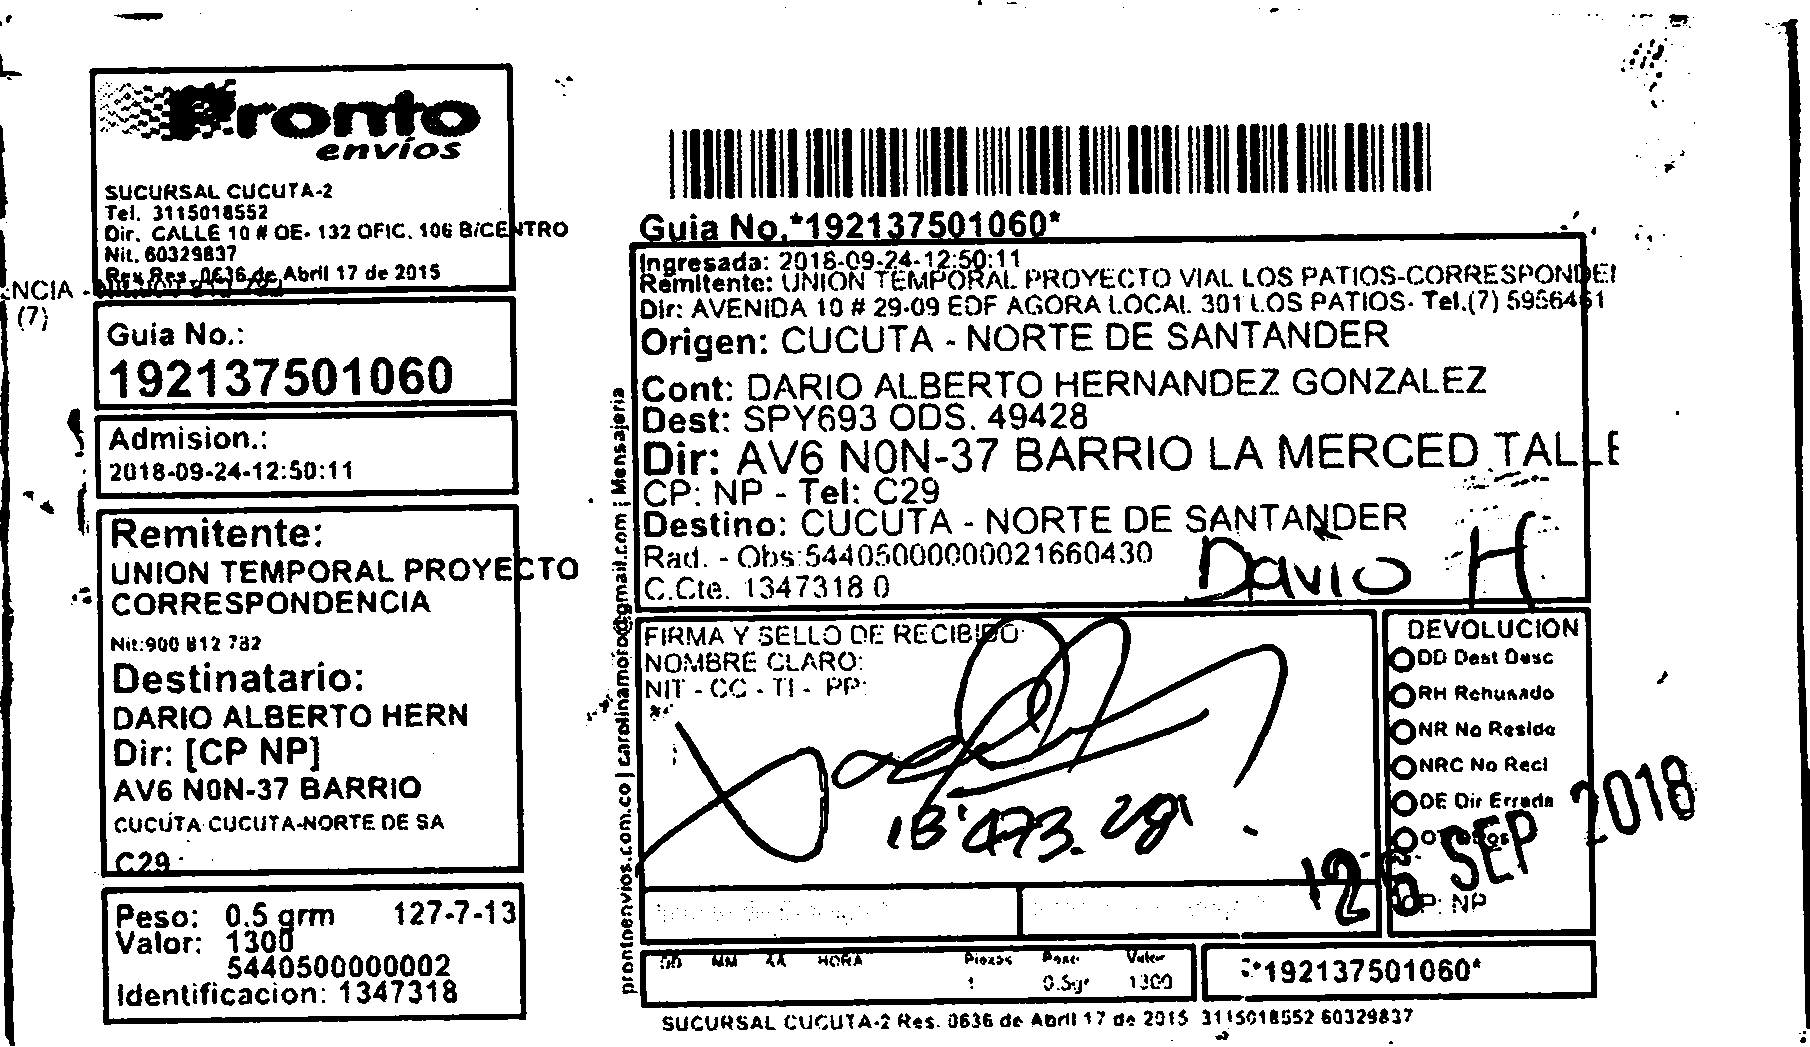 Pronto
envíos
SUCURSAL CUCUTA-2
Tel. 3115018552
Dir. CALLE 10 # OE- 132 OFIC. 106 B/CENTRO
Nit. 60329837
Res Res. 0636 de Abril 17 de 2015
NCIA -
(7)
Guia No.:
192137501060
Admision.:
2018-09-24-12:50:11
Remitente:
UNION TEMPORAL PROYECTO
CORRESPONDENCIA
Nit:900 812 782
Destinatario:
DARIO ALBERTO HERN
Dir: [CP NP]
AV6 N0N-37 BARRIO
CUCUTA CUCUTA-NORTE DE SA
C29
Peso: 0.5 grm 127-7-13
Valor: 1300
5440500000002
Identificacion: 1347318
prontoenvios.com.co | carolinamoro@gmail.com | Mensajeria
Guia No.*192137501060*
Ingresada: 2018-09-24-12:50:11
Remitente: UNION TEMPORAL PROYECTO VIAL LOS PATIOS-CORRESPONDEI
Dir: AVENIDA 10 # 29-09 EDF AGORA LOCAL 301 LOS PATIOS- Tel.(7) 5956461
Origen: CUCUTA - NORTE DE SANTANDER
Cont: DARIO ALBERTO HERNANDEZ GONZALEZ
Dest: SPY693 ODS. 49428
Dir: AV6 N0N-37 BARRIO LA MERCED TALLE
CP: NP - Tel: C29
Destino: CUCUTA - NORTE DE SANTANDER
Rad. - Obs:54405000000021660430
C.Cte. 1347318 0
Davio H
FIRMA Y SELLO DE RECIBIDO
NOMBRE CLARO:
NIT - CC - TI - PP:
DEVOLUCION
DD Dest Desc
RH Rehusado
NR No Reside
NRC No Recl
DE Dir Errada
SEP 2018
CP: NP
DD MM AA HORA Piezas Peso Valor
1 0.5gr 1300
*192137501060*
SUCURSAL CUCUTA-2 Res. 0636 de Abril 17 de 2015 3115018552 60329837